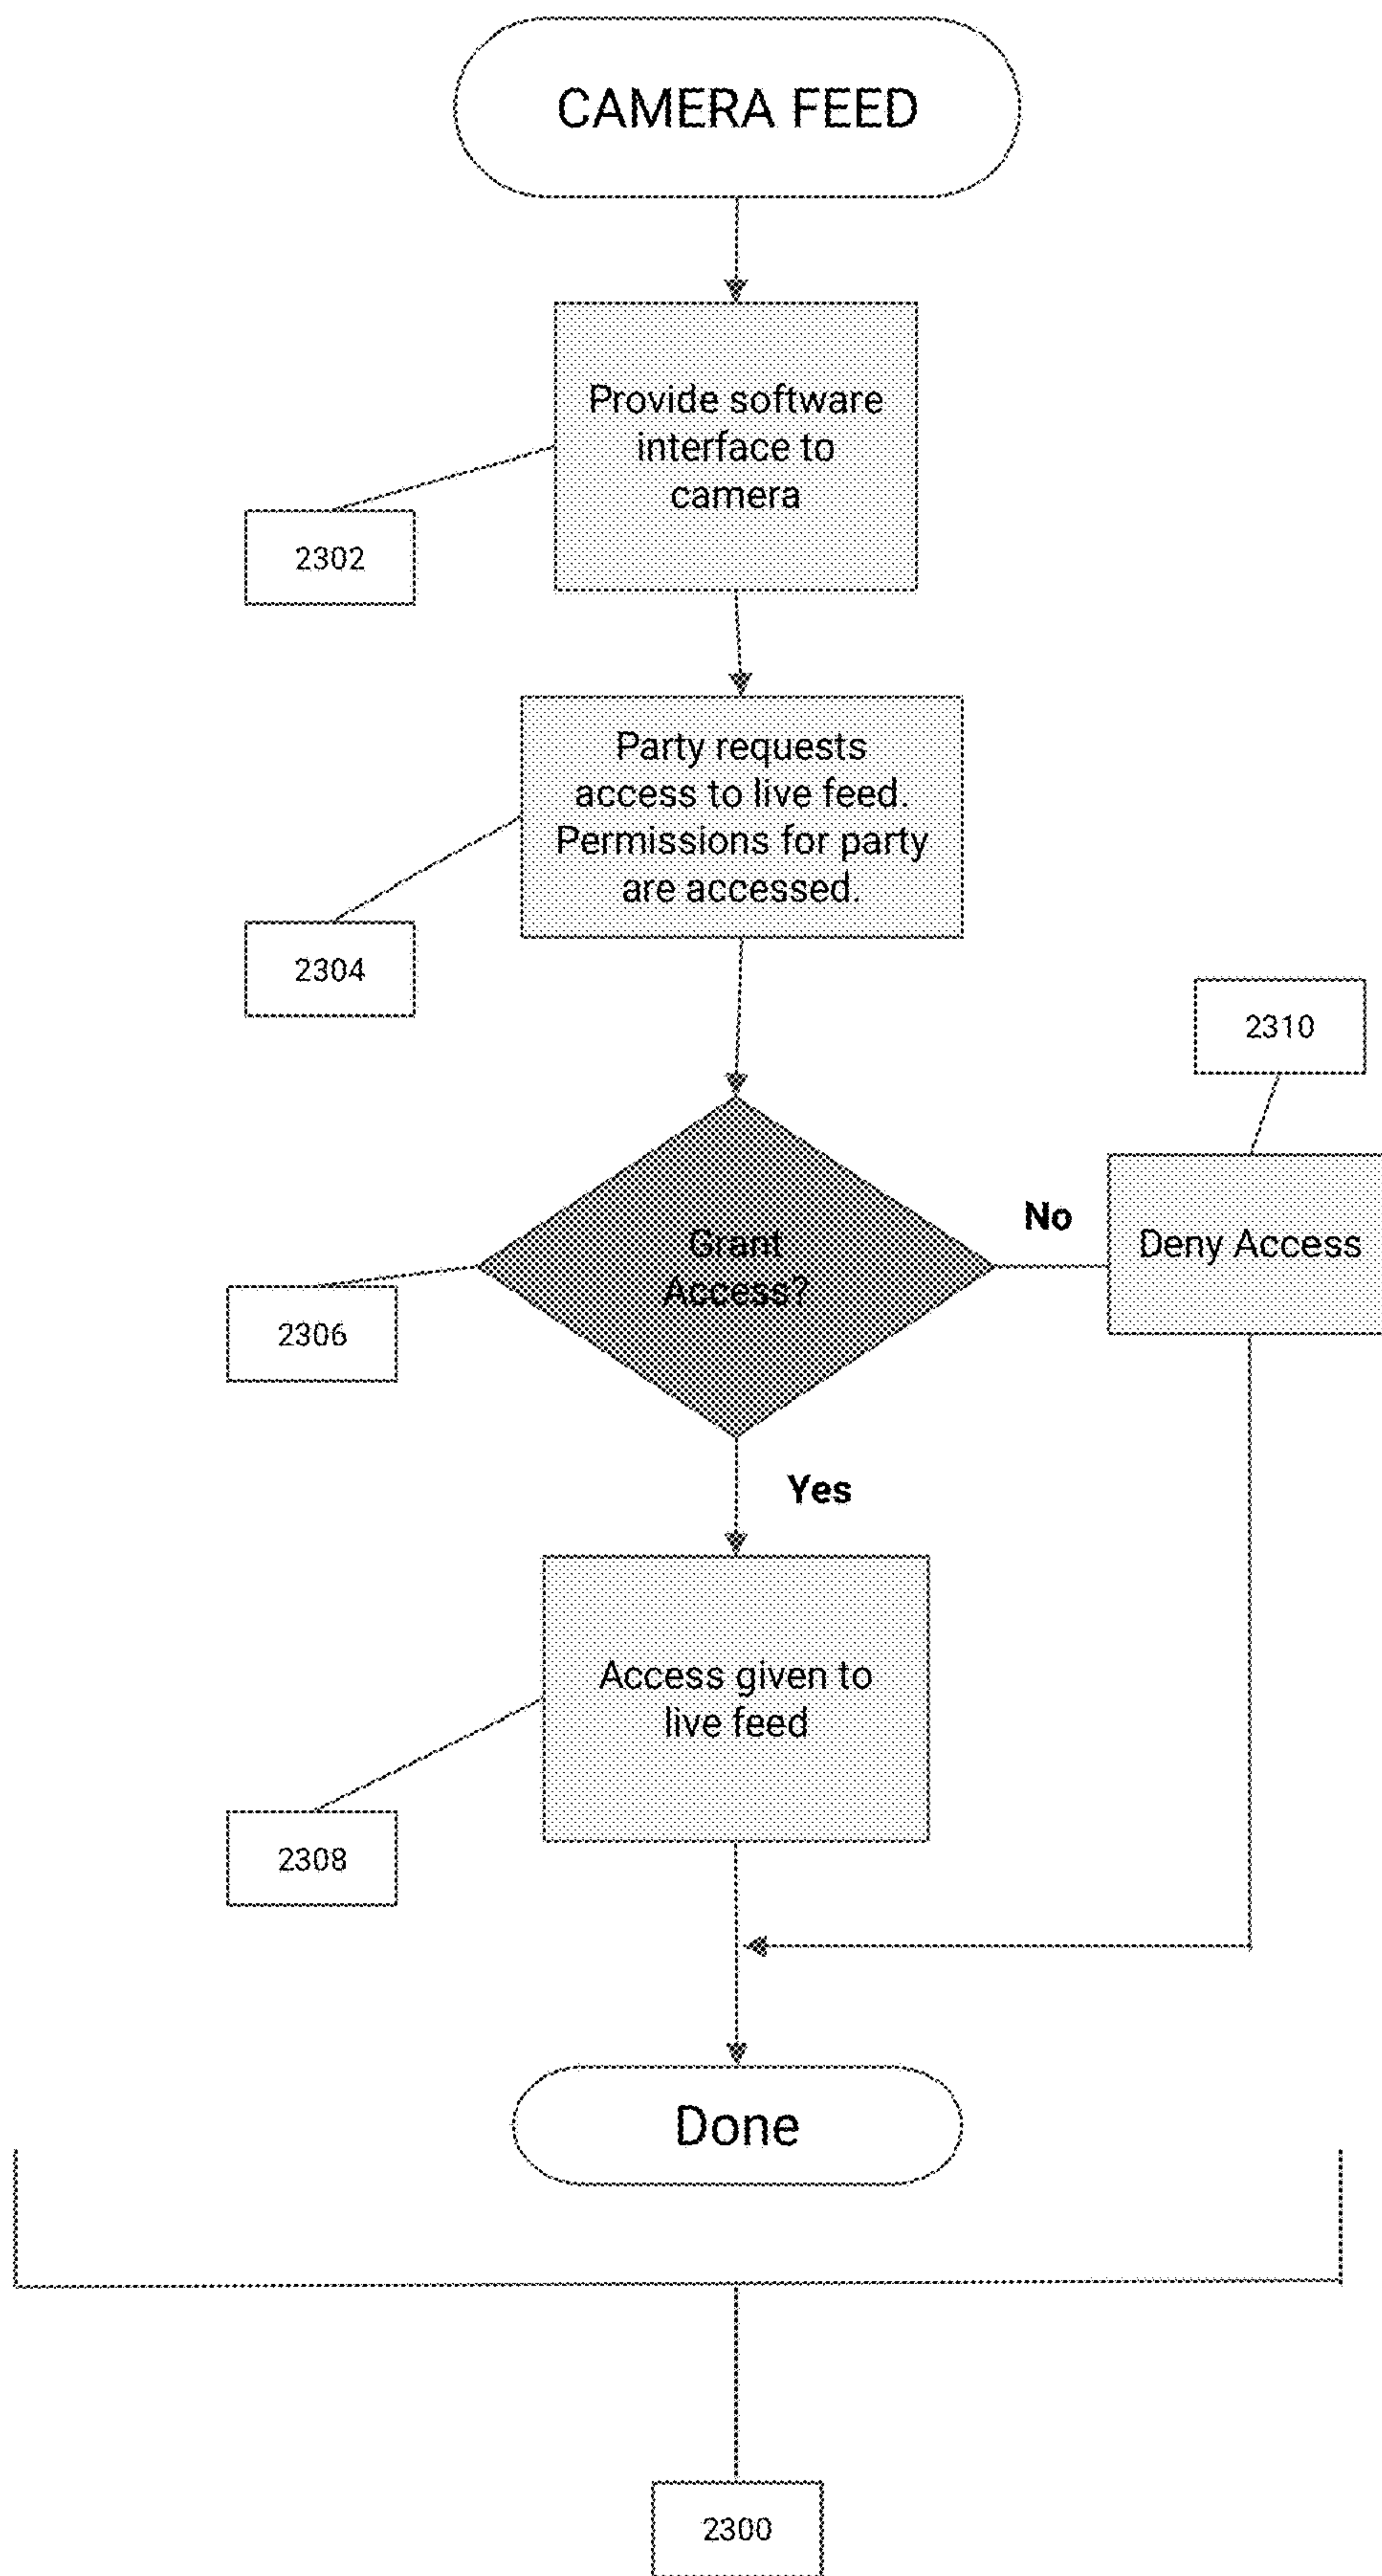 CAMERA FEED
Provide software
interface to
camera
2302
Party requests
access to live feed.
Permissions for party
are accessed.
2304
2310
Grant
Access?
No
Deny Access
2306
Yes
Access given to
live feed
2308
Done
2300